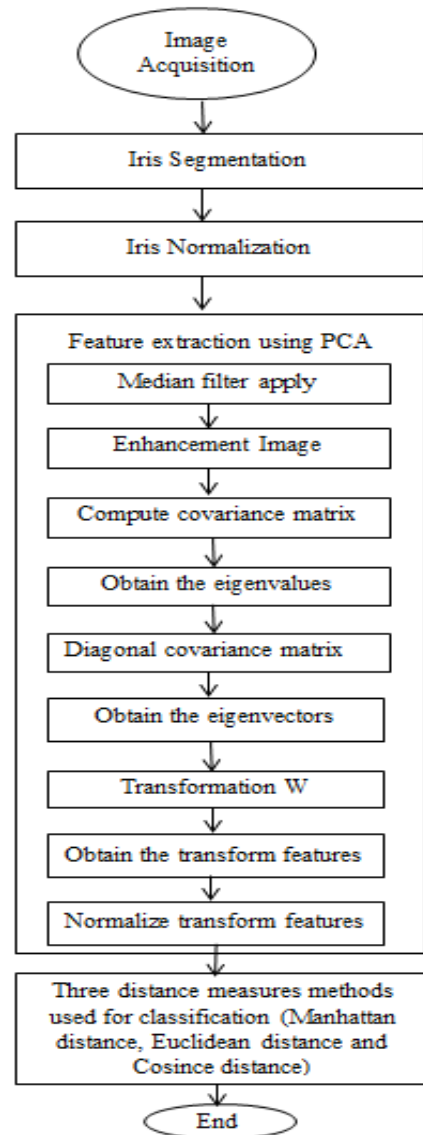 Image
Acquisition
Iris Segmentation
Iris Normalization
Feature extraction using PCA
Median filter apply
Enhancement Image
Compute covariance matrix
Obtain the eigenvalues
Diagonal covariance matrix
Obtain the eigenvectors
Transformation W
Obtain the transform features
Normalize transform features
Three distance measures methods
used for classification (Manhattan
distance, Euclidean distance and
Cosince distance)
End